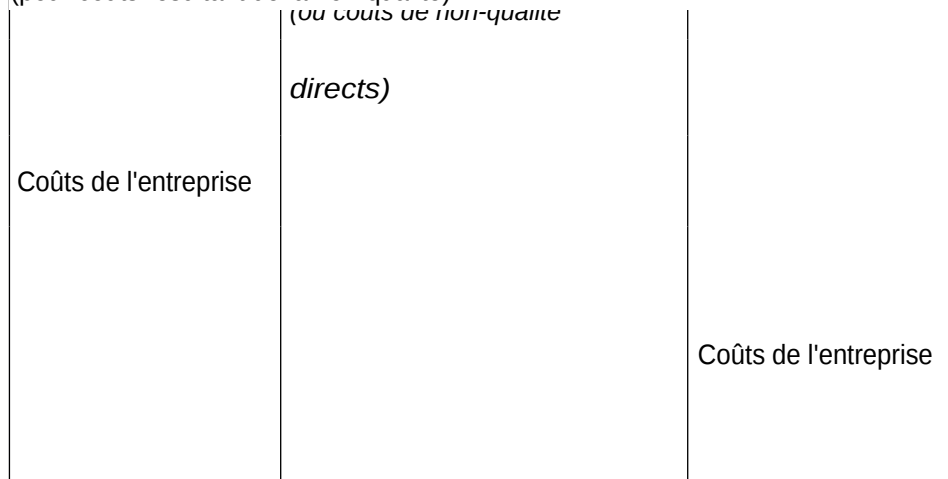 (ou coûts de non-qualité
directs)
Coûts de l'entreprise
Coûts de l'entreprise